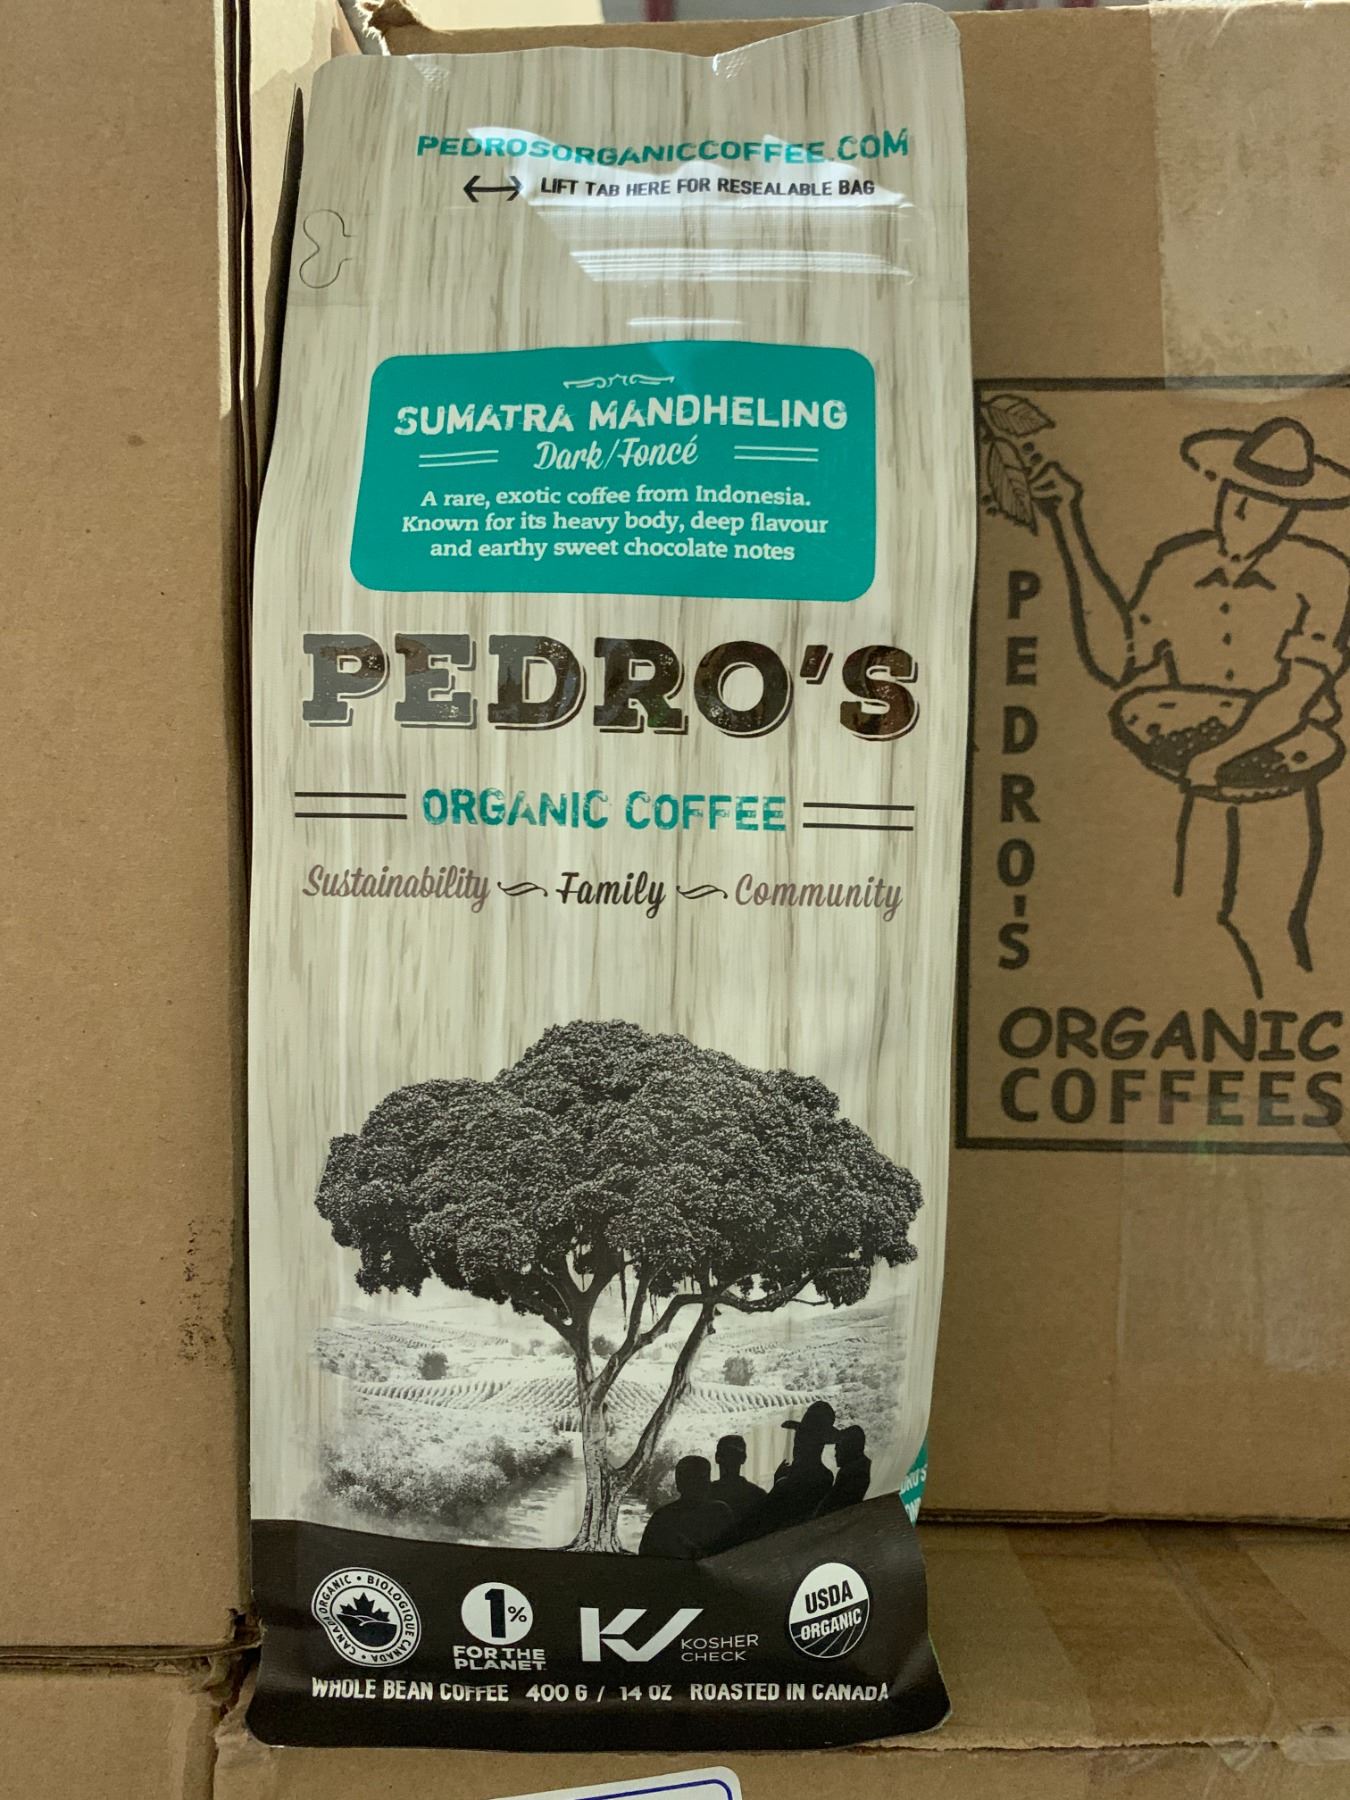 PEDROSORGANICCOFFEE.COM
LIFT TAB HERE FOR RESEALABLE BAG
SUMATRA MANDHELING
Dark/Foncé
A rare, exotic coffee from Indonesia.
Known for its heavy body, deep flavour
and earthy sweet chocolate notes
PEDRO'S
ORGANIC COFFEE
Sustainability Family Community
CANADA ORGANIC • BIOLOGIQUE CANADA •
1%
FOR THE
PLANET
KV
KOSHER
CHECK
USDA
ORGANIC
WHOLE BEAN COFFEE 400 G / 14 OZ ROASTED IN CANADA
PEDRO'S
ORGANIC
COFFEES